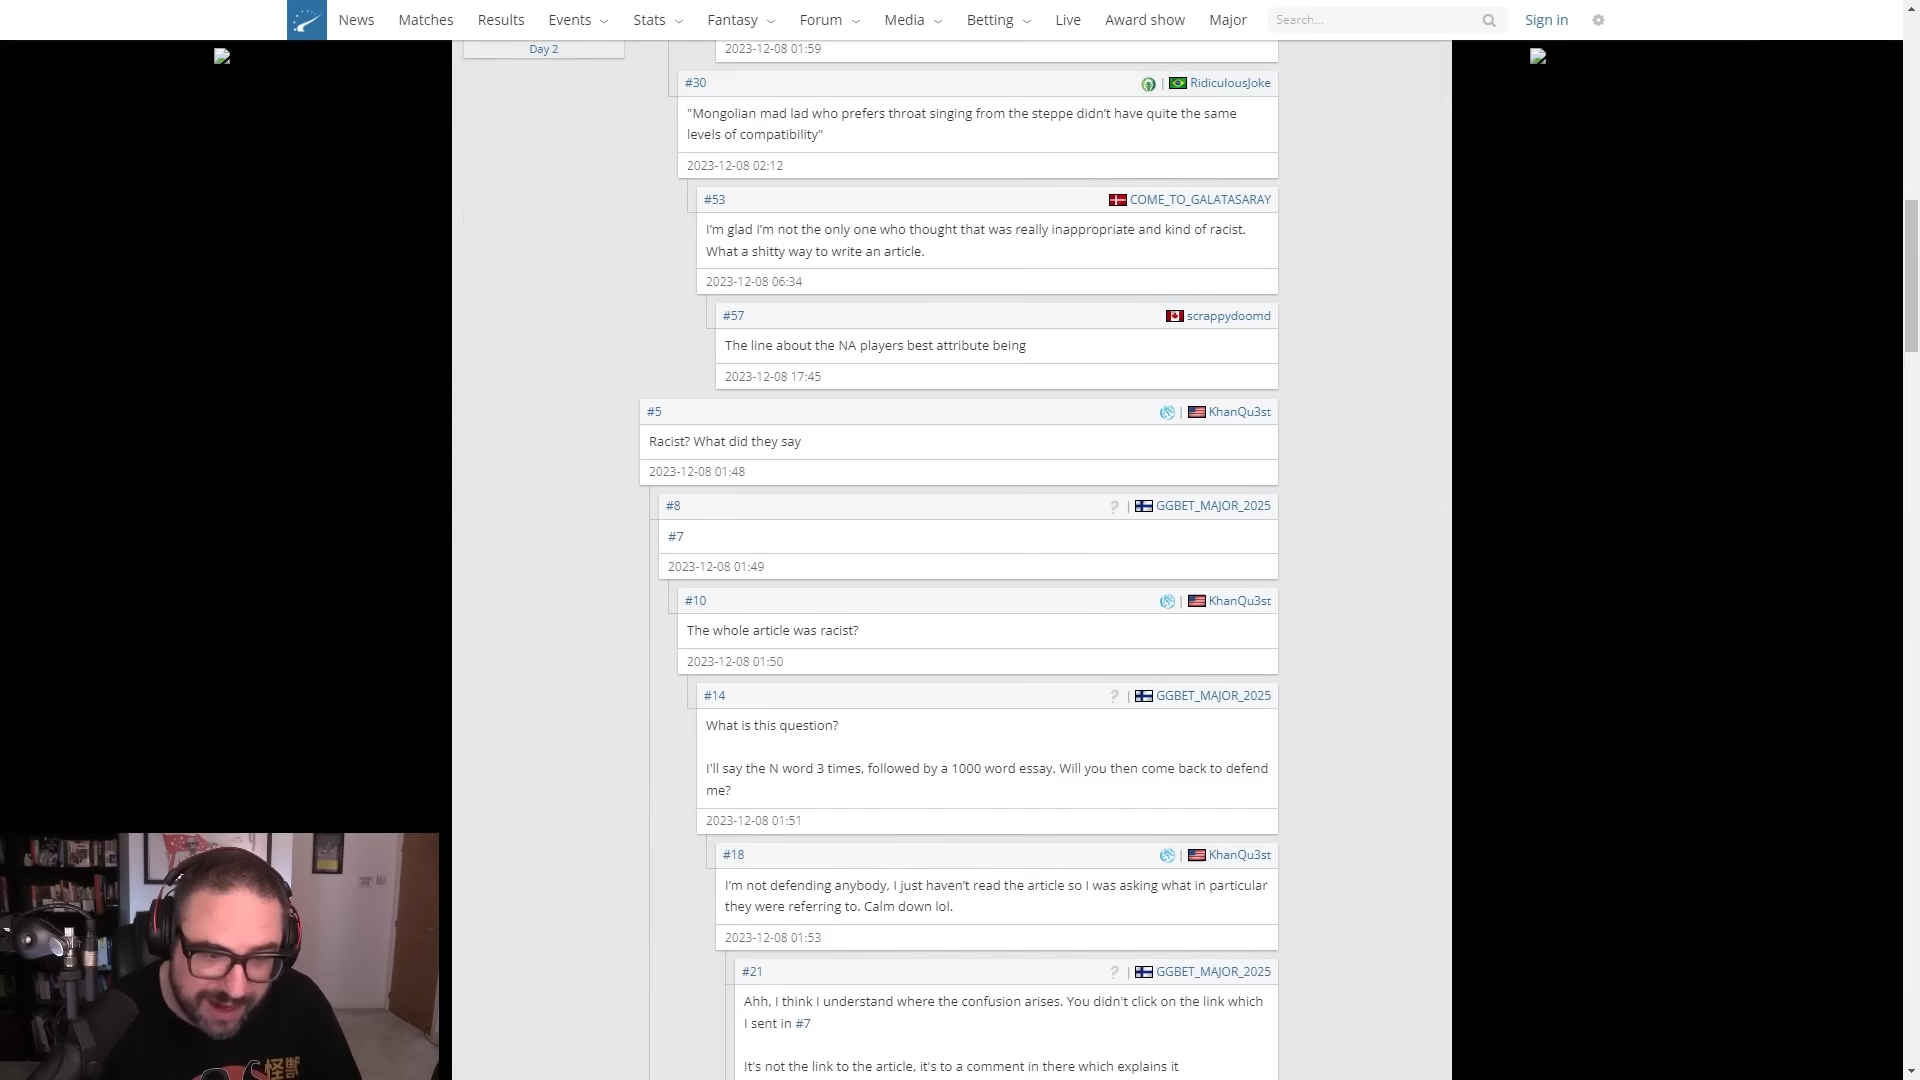 News Matches Results Events Stats Fantasy Forum Media Betting Live Award show Major Search... Sign in
Day 2
2023-12-08 01:59
#30 | RidiculousJoke
"Mongolian mad lad who prefers throat singing from the steppe didn't have quite the same
levels of compatibility"
2023-12-08 02:12
#53 COME_TO_GALATASARAY
I'm glad I'm not the only one who thought that was really inappropriate and kind of racist.
What a shitty way to write an article.
2023-12-08 06:34
#57 scrappydoomd
The line about the NA players best attribute being
2023-12-08 17:45
#5 | KhanQu3st
Racist? What did they say
2023-12-08 01:48
#8 ? | GGBET_MAJOR_2025
#7
2023-12-08 01:49
#10 | KhanQu3st
The whole article was racist?
2023-12-08 01:50
#14 ? | GGBET_MAJOR_2025
What is this question?
I'll say the N word 3 times, followed by a 1000 word essay. Will you then come back to defend
me?
2023-12-08 01:51
#18 | KhanQu3st
I'm not defending anybody, I just haven't read the article so I was asking what in particular
they were referring to. Calm down lol.
2023-12-08 01:53
#21 ? | GGBET_MAJOR_2025
Ahh, I think I understand where the confusion arises. You didn't click on the link which
I sent in #7
It's not the link to the article, it's to a comment in there which explains it
怪獣